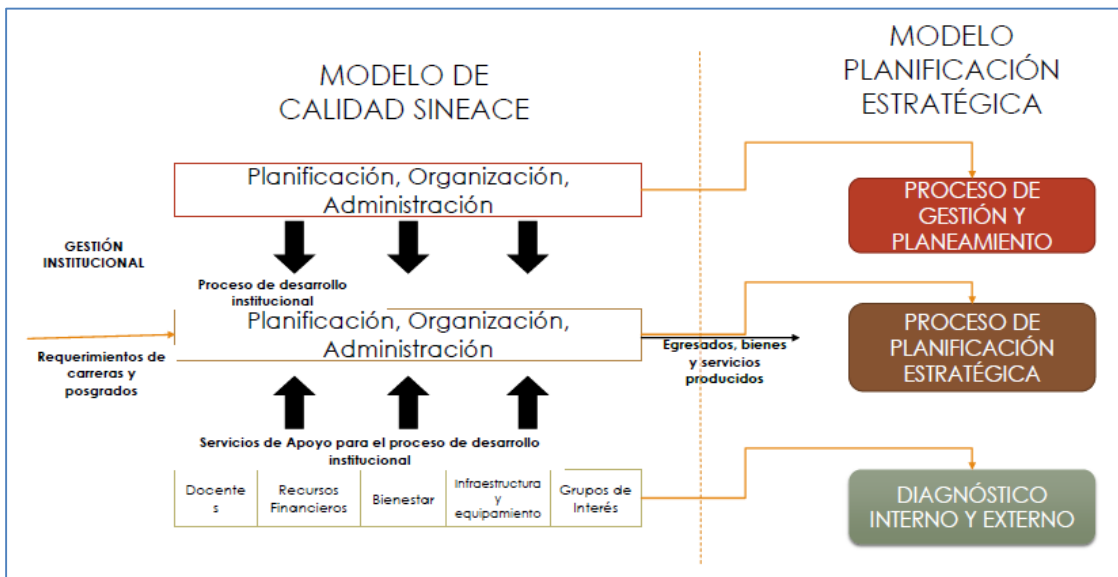 MODELO DE
CALIDAD SINEACE
MODELO
PLANIFICACIÓN
ESTRATÉGICA
Planificación, Organización,
Administración
PROCESO DE
GESTIÓN Y
PLANEAMIENTO
GESTIÓN
INSTITUCIONAL
Proceso de desarrollo
institucional
Planificación, Organización,
Administración
PROCESO DE
PLANIFICACIÓN
ESTRATÉGICA
Requerimientos de
carreras y
posgrados
Egresados, bienes
y servicios
producidos
Servicios de Apoyo para el proceso de desarrollo
institucional
Docente
s
Recursos
Financieros
Bienestar
Infraestructura
y
equipamiento
Grupos de
Interés
DIAGNÓSTICO
INTERNO Y EXTERNO